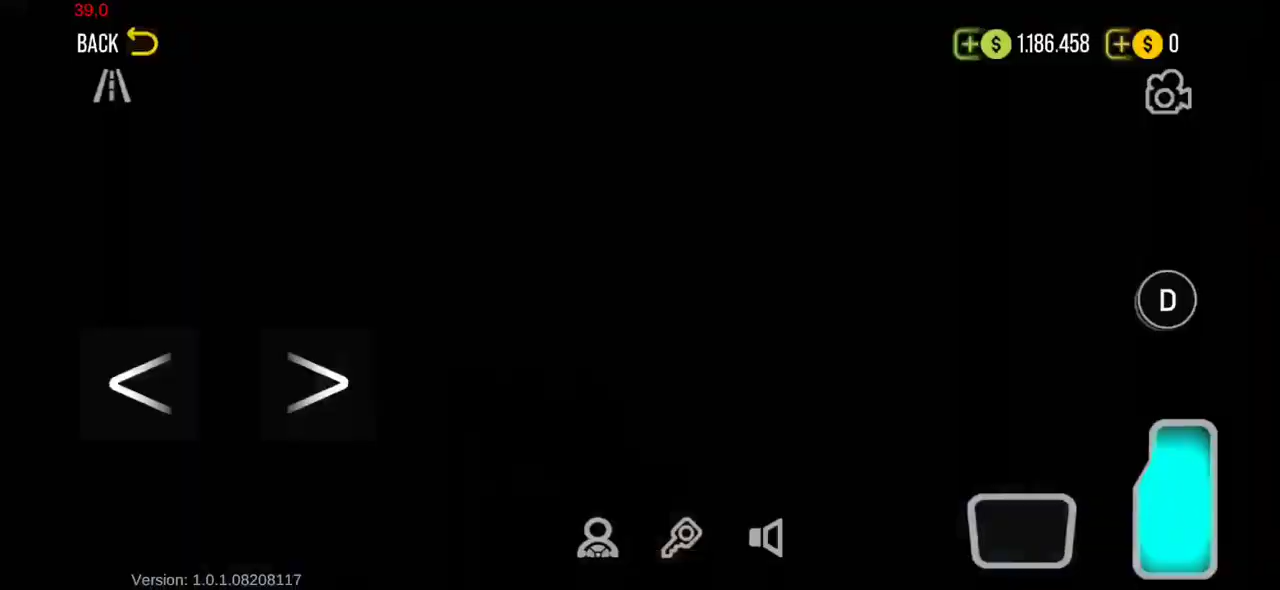 39,0
BACK
$ 1.186.458 $ 0
D
< >
Version: 1.0.1.08208117